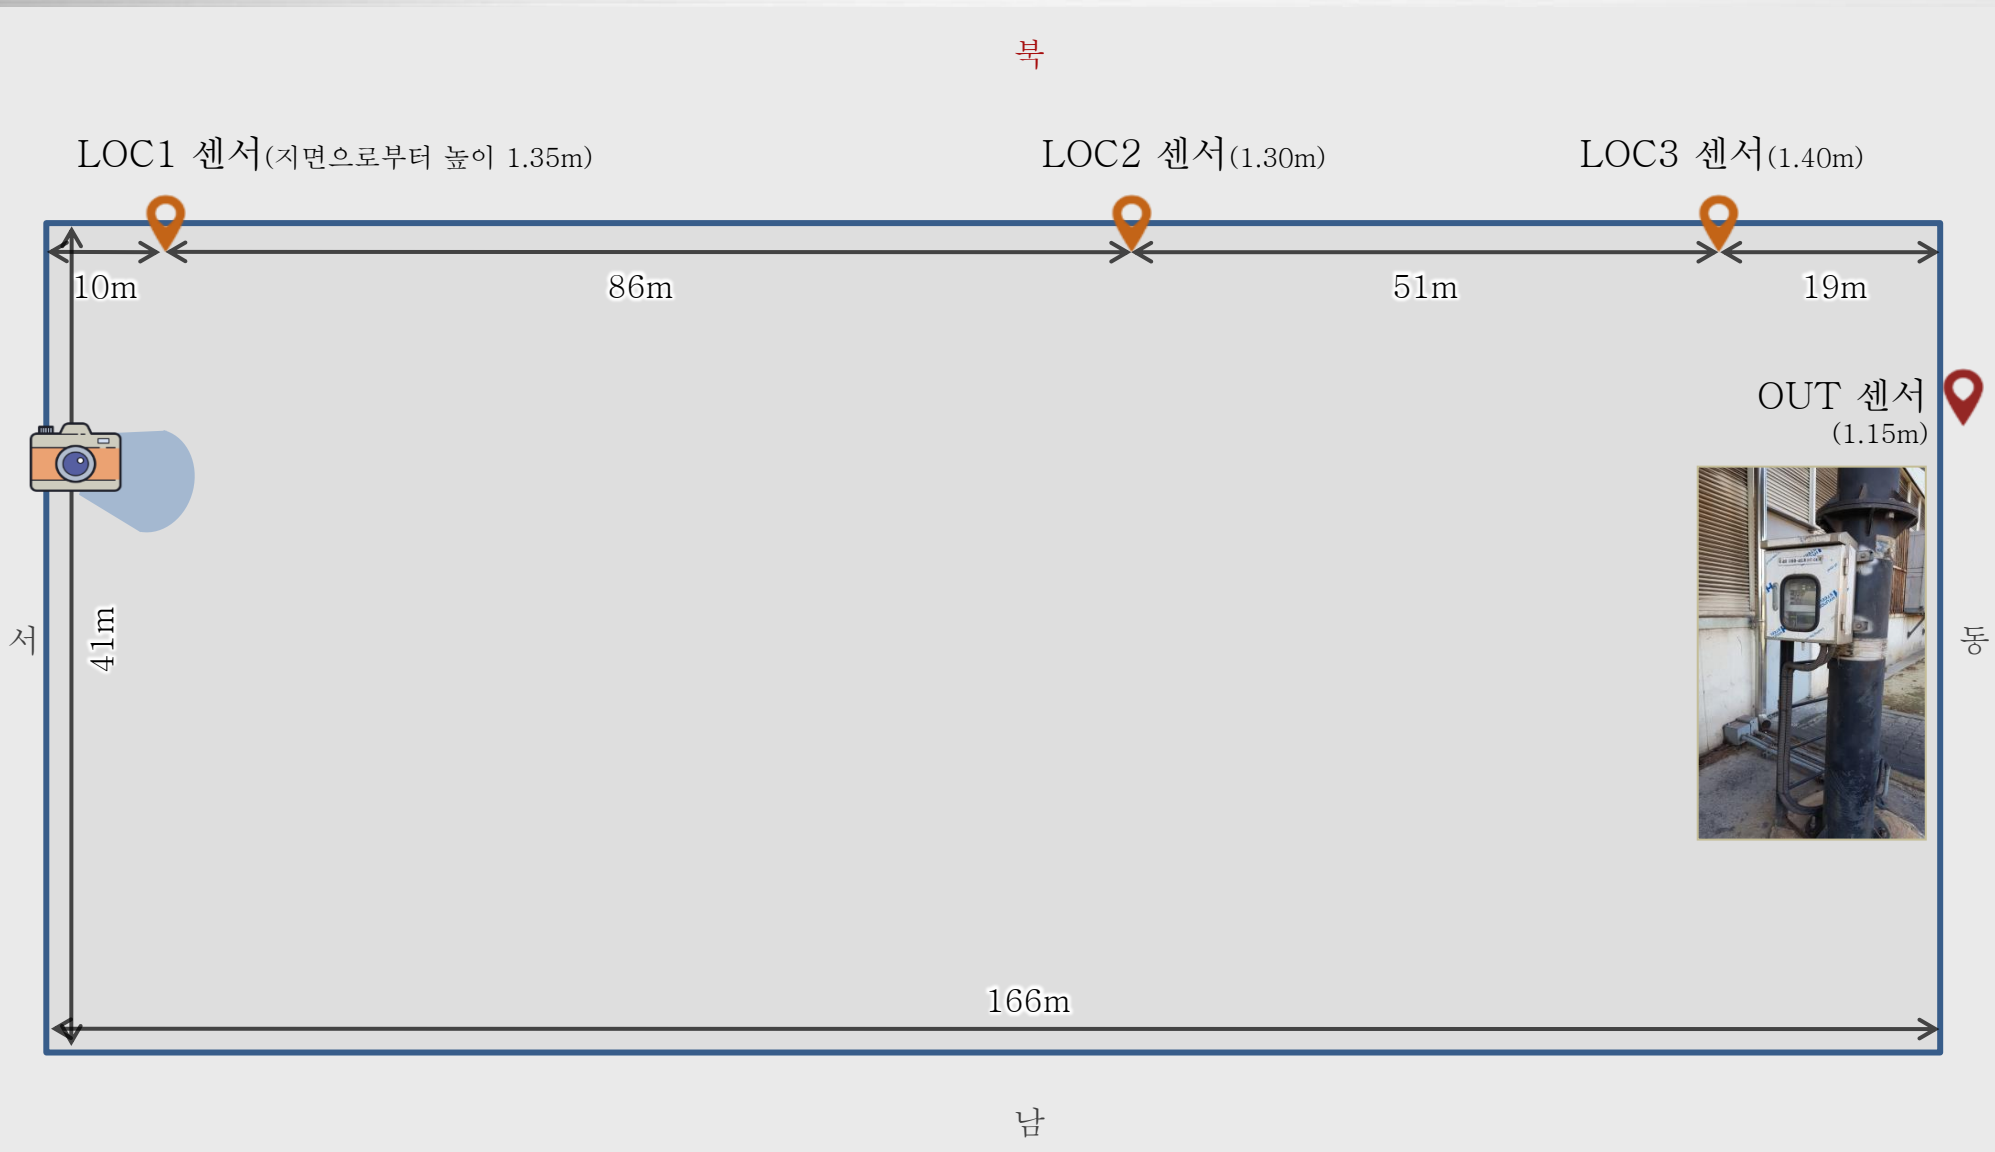 북
LOC1 센서(지면으로부터 높이 1.35m)
LOC2 센서(1.30m)
LOC3 센서(1.40m)
10m
86m
51m
19m
OUT 센서
(1.15m)
서
41m
동
166m
남